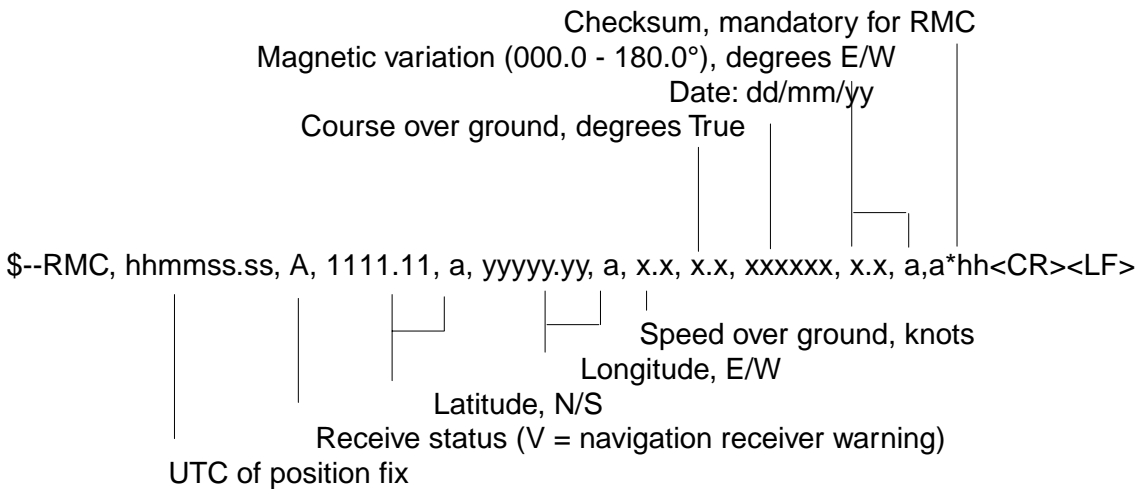 Checksum, mandatory for RMC
Magnetic variation (000.0 - 180.0°), degrees E/W
Date: dd/mm/yy
Course over ground, degrees True
$--RMC, hhmmss.ss, A, 1111.11, a, yyyyy.yy, a, x.x, x.x, xxxxxx, x.x, a,a*hh<CR><LF>
Speed over ground, knots
Longitude, E/W
Latitude, N/S
Receive status (V = navigation receiver warning)
UTC of position fix